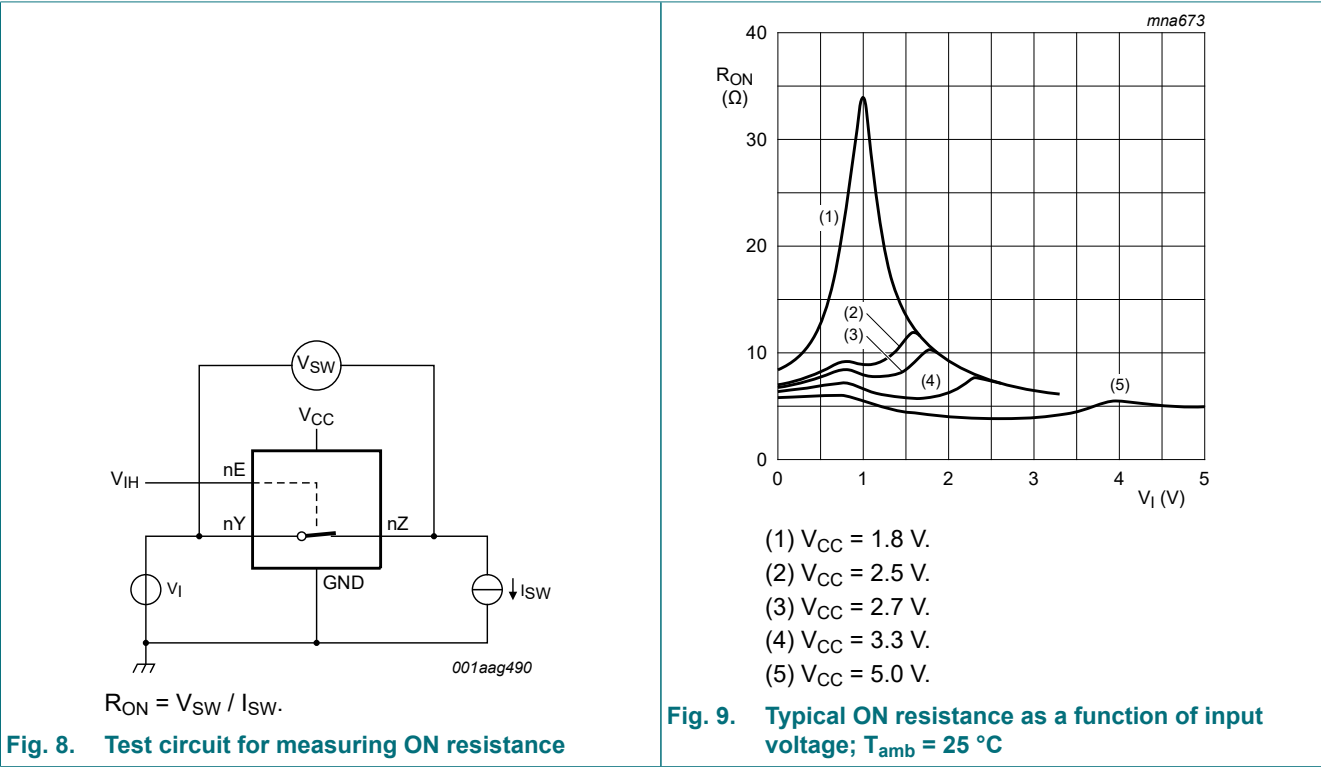 VSW
VCC
VIH
nE
nY
nZ
VI
GND
ISW
001aag490
RON = VSW / ISW.
Fig. 8. Test circuit for measuring ON resistance
mna673
40
RON
(Ω)
30
(1)
20
(2)
(3)
10
(4)
(5)
0
0 1 2 3 4 5
VI (V)
(1) VCC = 1.8 V.
(2) VCC = 2.5 V.
(3) VCC = 2.7 V.
(4) VCC = 3.3 V.
(5) VCC = 5.0 V.
Fig. 9. Typical ON resistance as a function of input
voltage; Tamb = 25 °C